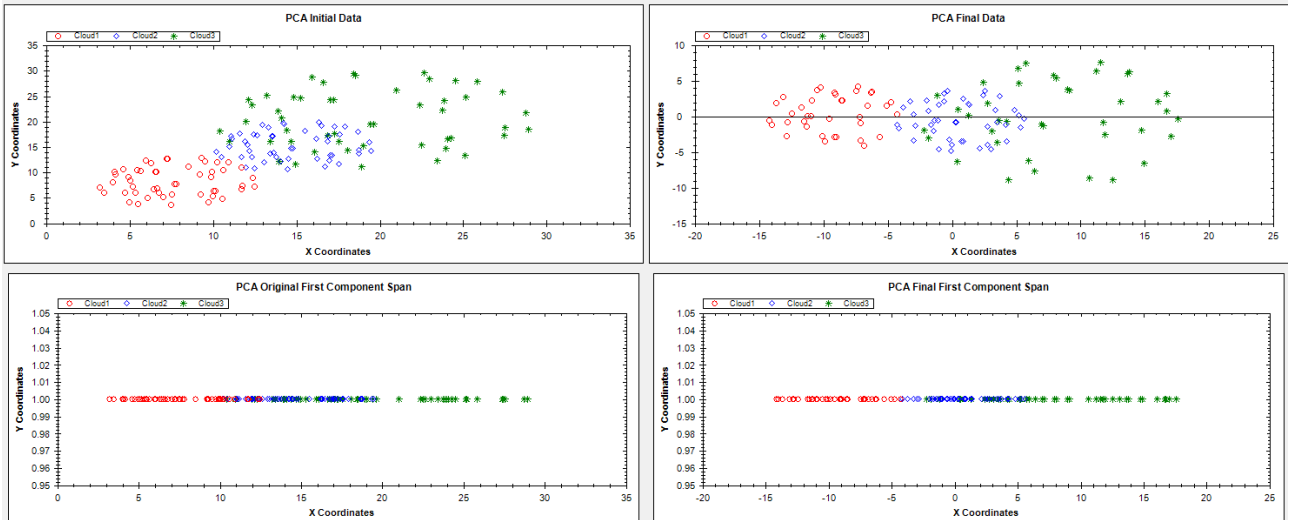 PCA Initial Data
Cloud1 Cloud2 Cloud3
Y Coordinates
35
30
25
20
15
10
5
0
0 5 10 15 20 25 30 35
X Coordinates
PCA Final Data
Cloud1 Cloud2 Cloud3
Y Coordinates
10
5
0
-5
-10
-15
-20 -15 -10 -5 0 5 10 15 20 25
X Coordinates
PCA Original First Component Span
Cloud1 Cloud2 Cloud3
Y Coordinates
1.05
1.04
1.03
1.02
1.01
1.00
0.99
0.98
0.97
0.96
0.95
0 5 10 15 20 25 30 35
X Coordinates
PCA Final First Component Span
Cloud1 Cloud2 Cloud3
Y Coordinates
1.05
1.04
1.03
1.02
1.01
1.00
0.99
0.98
0.97
0.96
0.95
-20 -15 -10 -5 0 5 10 15 20 25
X Coordinates